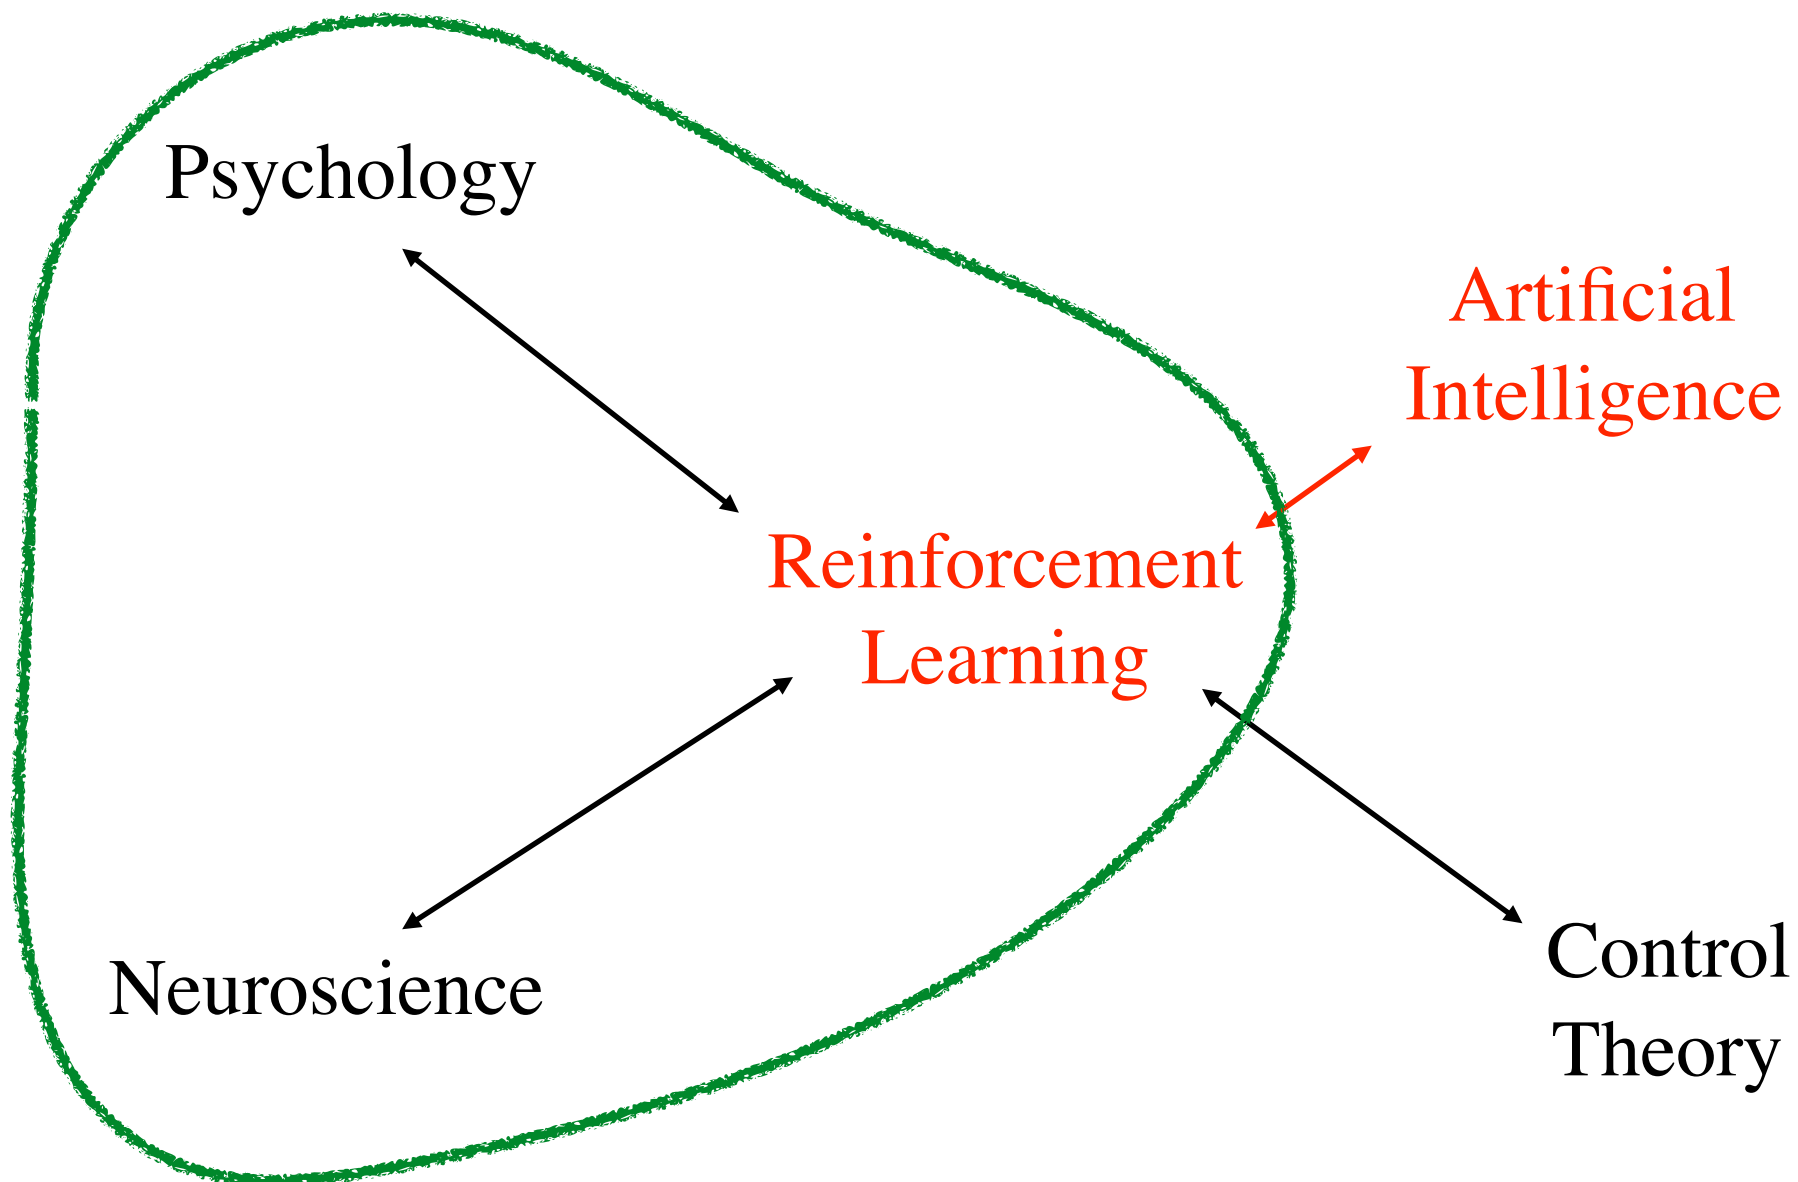 Psychology
Artificial
Intelligence
Reinforcement
Learning
Neuroscience
Control
Theory